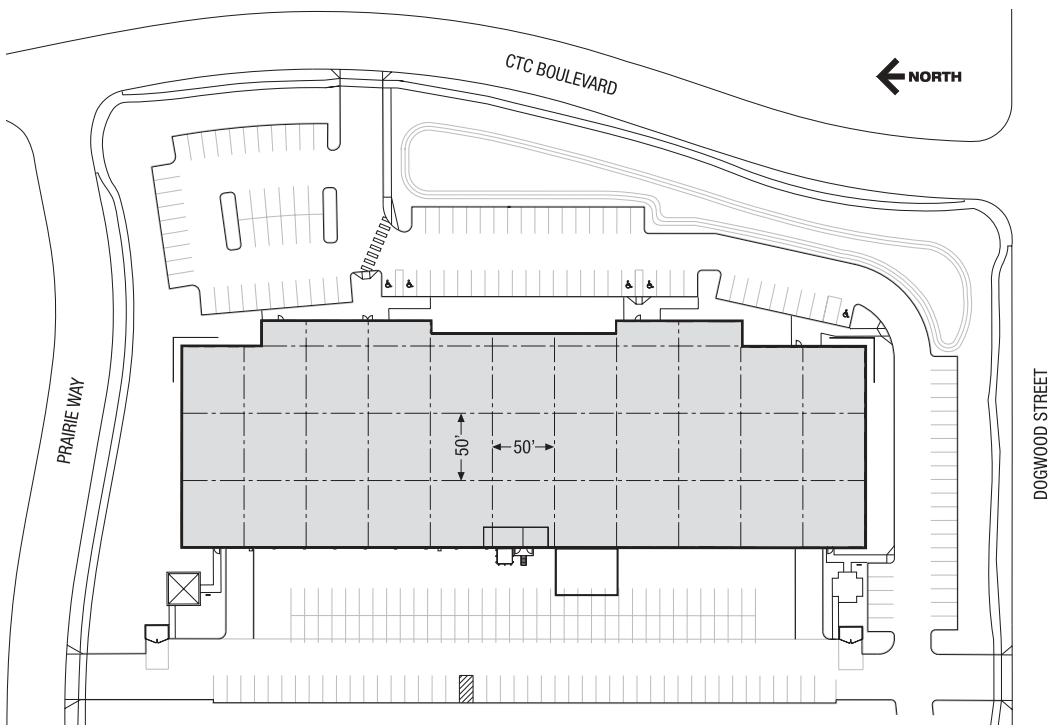 CTC BOULEVARD
NORTH
PRAIRIE WAY
50'
50'
DOGWOOD STREET